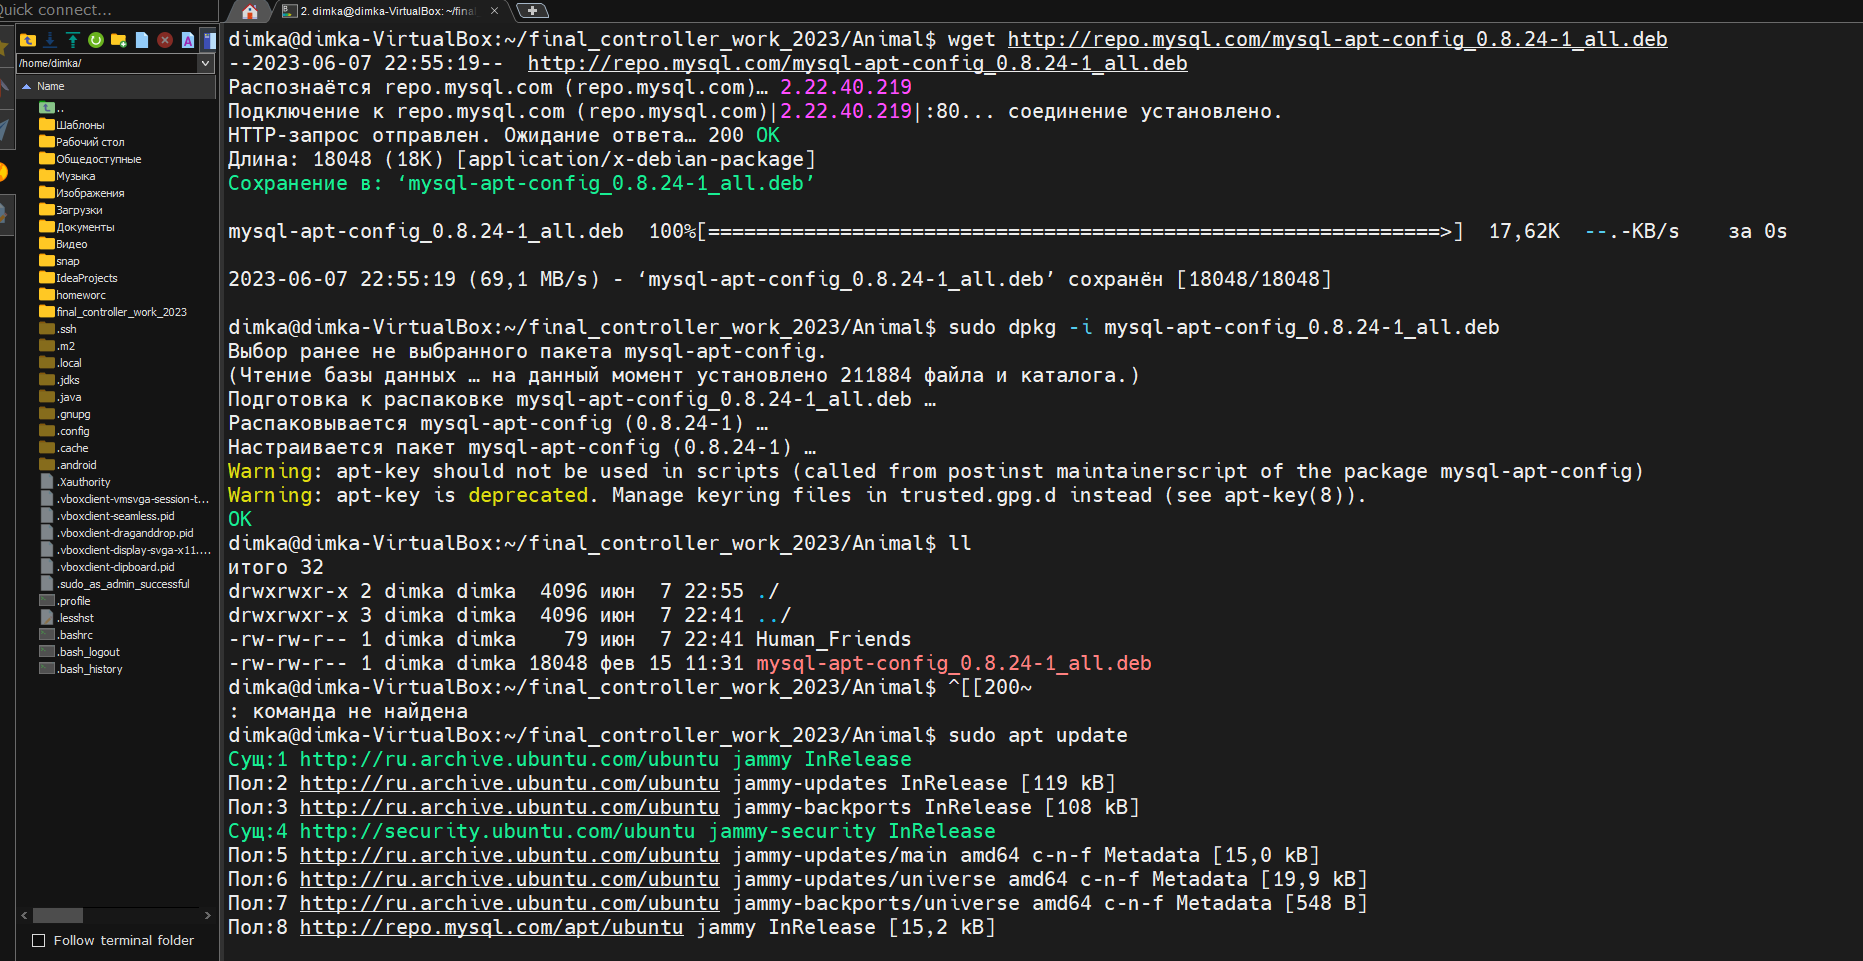 Quick connect...
2. dimka@dimka-VirtualBox: ~/final
/home/dimka/
Name
..
Шаблоны
Рабочий стол
Общедоступные
Музыка
Изображения
Загрузки
Документы
Видео
snap
IdeaProjects
homeworc
final_controller_work_2023
.ssh
.m2
.local
.jdks
.java
.gnupg
.config
.cache
.android
.Xauthority
.vboxclient-vmsvga-session-t...
.vboxclient-seamless.pid
.vboxclient-draganddrop.pid
.vboxclient-display-svga-x11....
.vboxclient-clipboard.pid
.sudo_as_admin_successful
.profile
.lesshst
.bashrc
.bash_logout
.bash_history
Follow terminal folder
dimka@dimka-VirtualBox:~/final_controller_work_2023/Animal$ wget http://repo.mysql.com/mysql-apt-config_0.8.24-1_all.deb
--2023-06-07 22:55:19--  http://repo.mysql.com/mysql-apt-config_0.8.24-1_all.deb
Распознаётся repo.mysql.com (repo.mysql.com)… 2.22.40.219
Подключение к repo.mysql.com (repo.mysql.com)|2.22.40.219|:80... соединение установлено.
HTTP-запрос отправлен. Ожидание ответа… 200 OK
Длина: 18048 (18K) [application/x-debian-package]
Сохранение в: ‘mysql-apt-config_0.8.24-1_all.deb’
mysql-apt-config_0.8.24-1_all.deb  100%[=============================================================>]  17,62K  --.-KB/s    за 0s
2023-06-07 22:55:19 (69,1 MB/s) - ‘mysql-apt-config_0.8.24-1_all.deb’ сохранён [18048/18048]
dimka@dimka-VirtualBox:~/final_controller_work_2023/Animal$ sudo dpkg -i mysql-apt-config_0.8.24-1_all.deb
Выбор ранее не выбранного пакета mysql-apt-config.
(Чтение базы данных … на данный момент установлено 211884 файла и каталога.)
Подготовка к распаковке mysql-apt-config_0.8.24-1_all.deb …
Распаковывается mysql-apt-config (0.8.24-1) …
Настраивается пакет mysql-apt-config (0.8.24-1) …
Warning: apt-key should not be used in scripts (called from postinst maintainerscript of the package mysql-apt-config)
Warning: apt-key is deprecated. Manage keyring files in trusted.gpg.d instead (see apt-key(8)).
OK
dimka@dimka-VirtualBox:~/final_controller_work_2023/Animal$ ll
итого 32
drwxrwxr-x 2 dimka dimka  4096 июн  7 22:55 ./
drwxrwxr-x 3 dimka dimka  4096 июн  7 22:41 ../
-rw-rw-r-- 1 dimka dimka    79 июн  7 22:41 Human_Friends
-rw-rw-r-- 1 dimka dimka 18048 фев 15 11:31 mysql-apt-config_0.8.24-1_all.deb
dimka@dimka-VirtualBox:~/final_controller_work_2023/Animal$ ^[[200~
: команда не найдена
dimka@dimka-VirtualBox:~/final_controller_work_2023/Animal$ sudo apt update
Сущ:1 http://ru.archive.ubuntu.com/ubuntu jammy InRelease
Пол:2 http://ru.archive.ubuntu.com/ubuntu jammy-updates InRelease [119 kB]
Пол:3 http://ru.archive.ubuntu.com/ubuntu jammy-backports InRelease [108 kB]
Сущ:4 http://security.ubuntu.com/ubuntu jammy-security InRelease
Пол:5 http://ru.archive.ubuntu.com/ubuntu jammy-updates/main amd64 c-n-f Metadata [15,0 kB]
Пол:6 http://ru.archive.ubuntu.com/ubuntu jammy-updates/universe amd64 c-n-f Metadata [19,9 kB]
Пол:7 http://ru.archive.ubuntu.com/ubuntu jammy-backports/universe amd64 c-n-f Metadata [548 B]
Пол:8 http://repo.mysql.com/apt/ubuntu jammy InRelease [15,2 kB]